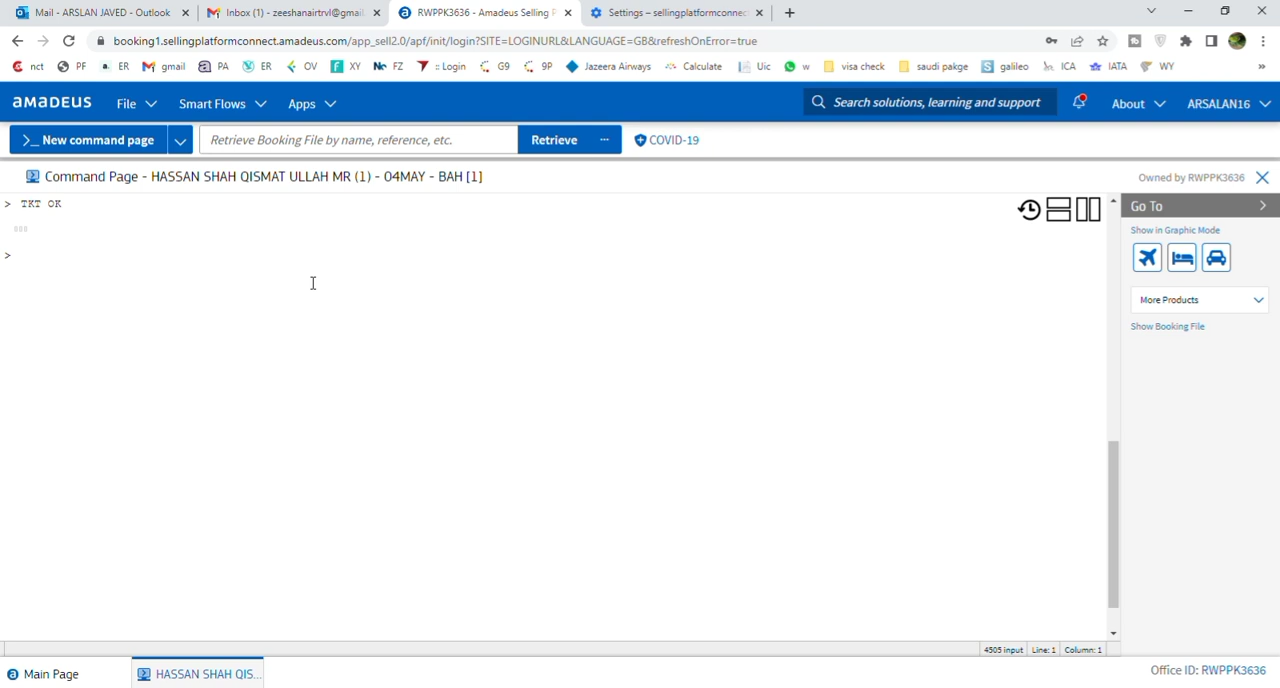 Mail - ARSLAN JAVED - Outlook
Inbox (1) - zeeshanairtrvl@gmail.
RWPPK3636 - Amadeus Selling P
Settings – sellingplatformconnec
booking1.sellingplatformconnect.amadeus.com/app_sell2.0/apf/init/login?SITE=LOGINURL&LANGUAGE=GB&refreshOnError=true
nct PF ER gmail PA ER OV XY FZ :: Login G9 9P Jazeera Airways Calculate Uic w visa check saudi pakge galileo ICA IATA WY »
amadeus File Smart Flows Apps Search solutions, learning and support About ARSALAN16
>_ New command page Retrieve Booking File by name, reference, etc. Retrieve ... COVID-19
Command Page - HASSAN SHAH QISMAT ULLAH MR (1) - 04MAY - BAH [1] Owned by RWPPK3636
> TKT OK
>
Go To
Show in Graphic Mode
More Products
Show Booking File
4505 input Line: 1 Column: 1
Main Page HASSAN SHAH QIS... Office ID: RWPPK3636